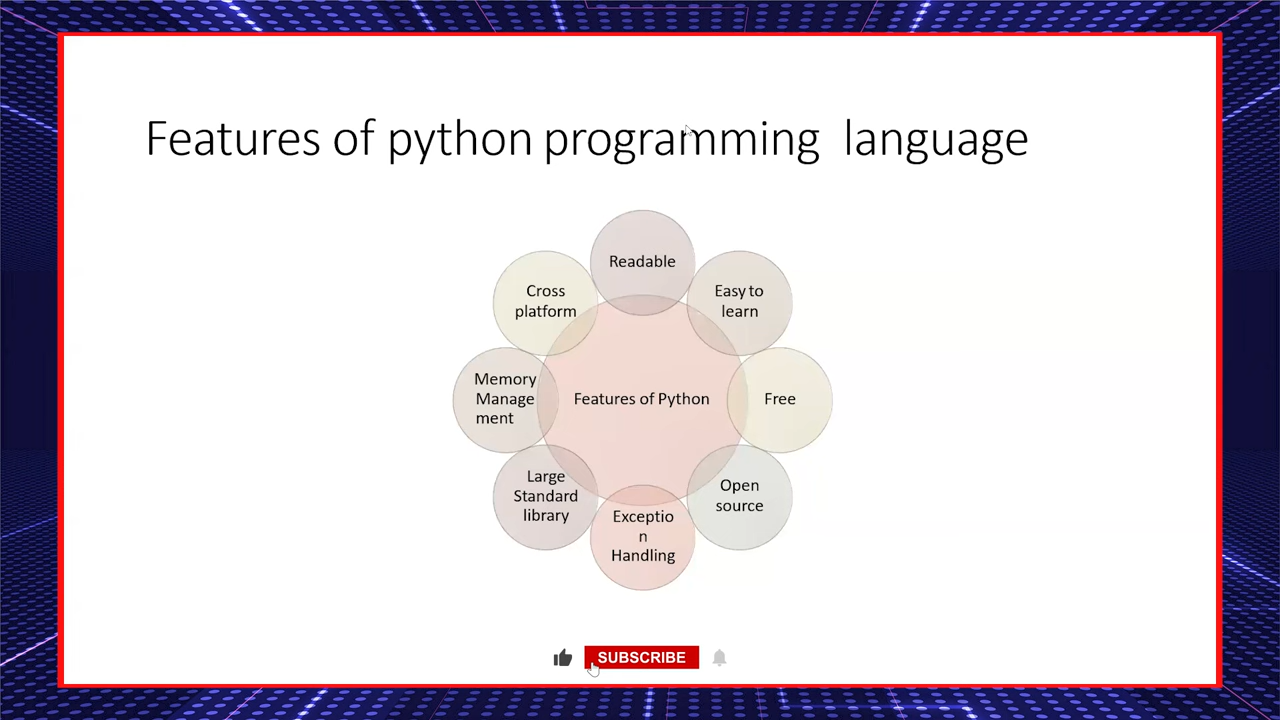 Features of python programming  language
Readable
Easy to
learn
Free
Open
source
Exceptio
n
Handling
Large
Standard
library
Memory
Manage
ment
Cross
platform
Features of Python
SUBSCRIBE